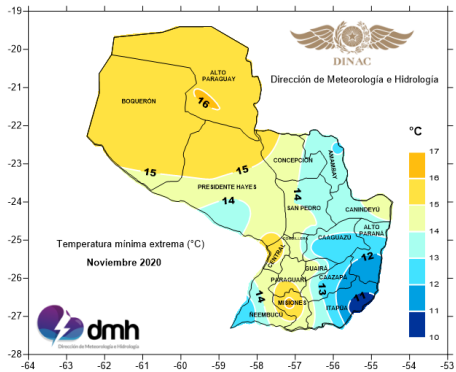 DINAC
Dirección de Meteorología e Hidrología
-19
-20
-21
-22
-23
-24
-25
-26
-27
-28
ALTO
PARAGUAY
BOQUERÓN
16
15
15
CONCEPCIÓN
AMAMBAY
PRESIDENTE HAYES
14
14
SAN PEDRO
CANINDEYÚ
ALTO
PARANÁ
CORDILLERA
CAAGUAZÚ
CENTRAL
12
GUAIRÁ
CAAZAPÁ
PARAGUARÍ
13
14
MISIONES
11
ÑEEMBUCÚ
ITAPÚA
°C
17
16
15
14
13
12
11
10
Temperatura mínima extrema (°C)
Noviembre 2020
dmh
Dirección de Meteorología e Hidrología
-64
-63
-62
-61
-60
-59
-58
-57
-56
-55
-54
-53